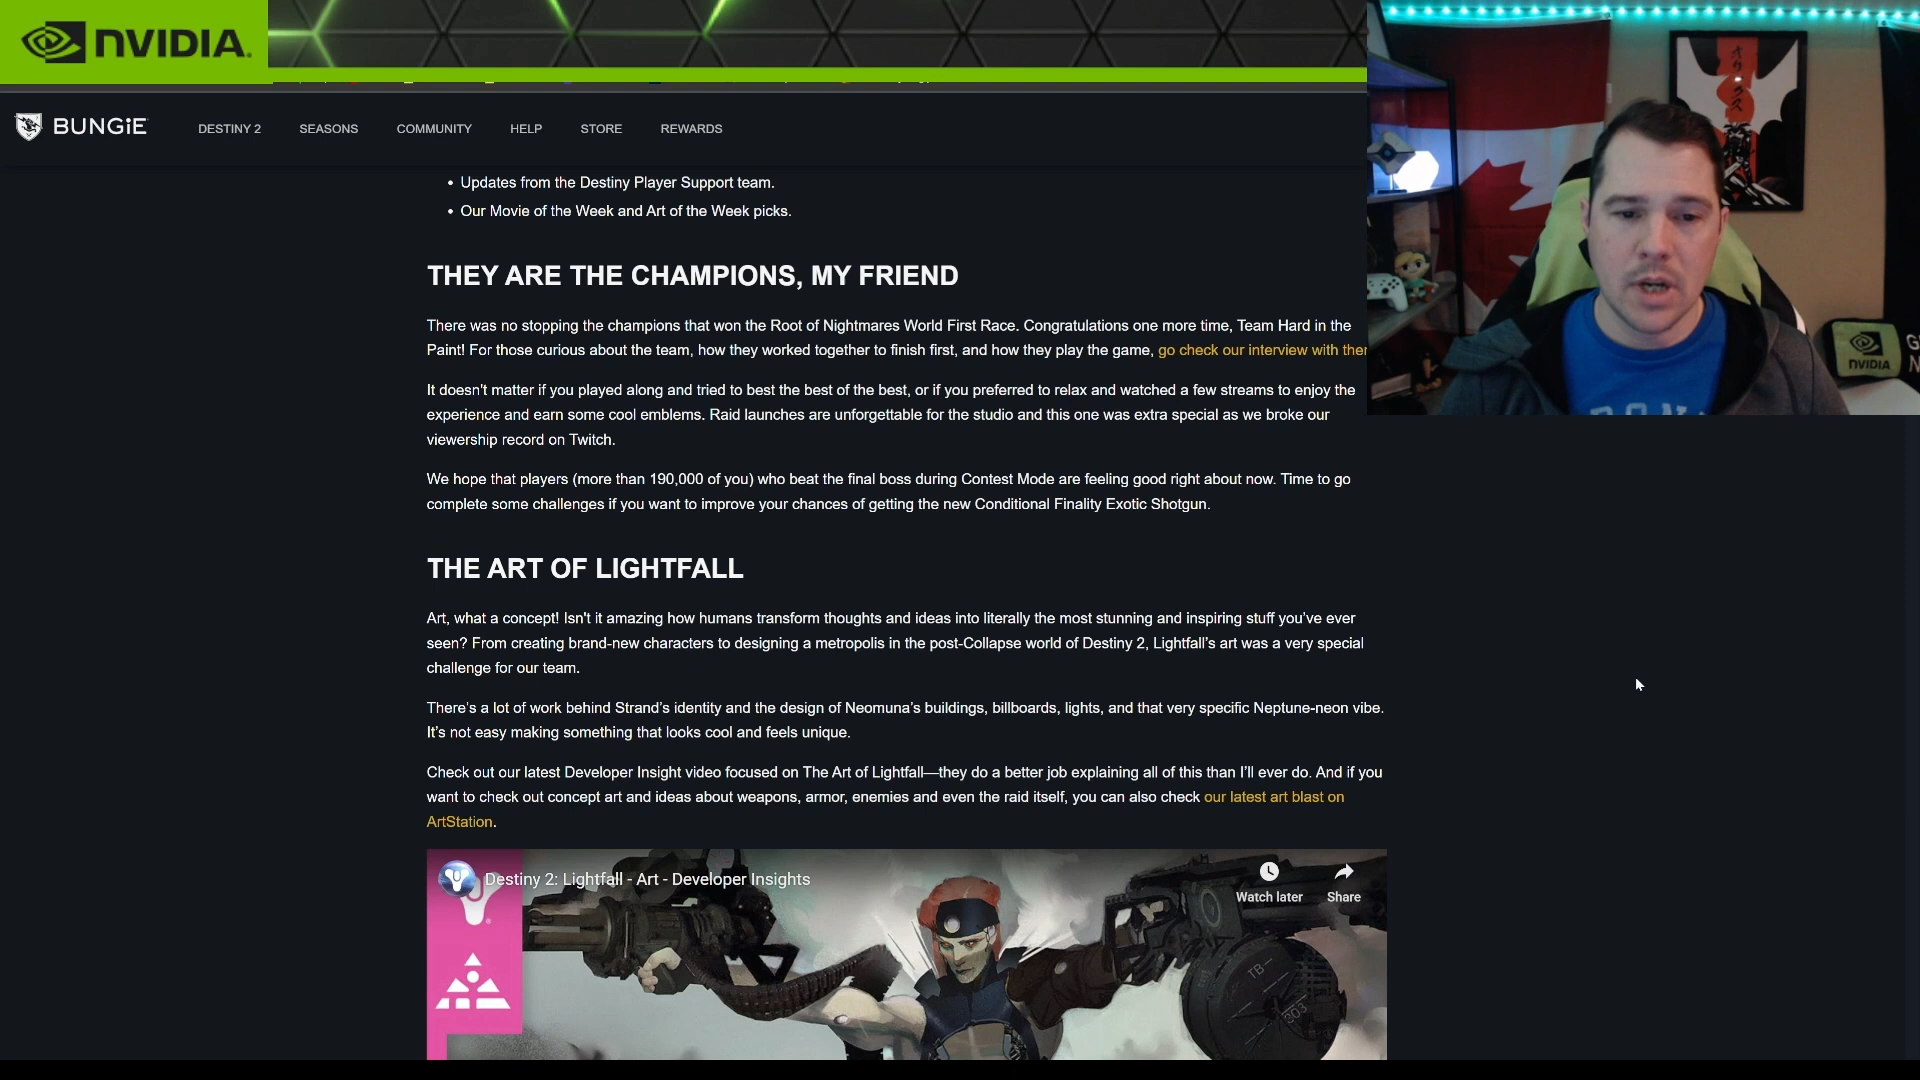 NVIDIA.
BUNGiE
DESTINY 2 SEASONS COMMUNITY HELP STORE REWARDS
• Updates from the Destiny Player Support team.
• Our Movie of the Week and Art of the Week picks.
THEY ARE THE CHAMPIONS, MY FRIEND
There was no stopping the champions that won the Root of Nightmares World First Race. Congratulations one more time, Team Hard in the
Paint! For those curious about the team, how they worked together to finish first, and how they play the game, go check our interview with
It doesn't matter if you played along and tried to best the best of the best, or if you preferred to relax and watched a few streams to enjoy the
experience and earn some cool emblems. Raid launches are unforgettable for the studio and this one was extra special as we broke our
viewership record on Twitch.
We hope that players (more than 190,000 of you) who beat the final boss during Contest Mode are feeling good right about now. Time to go
complete some challenges if you want to improve your chances of getting the new Conditional Finality Exotic Shotgun.
THE ART OF LIGHTFALL
Art, what a concept! Isn't it amazing how humans transform thoughts and ideas into literally the most stunning and inspiring stuff you've ever
seen? From creating brand-new characters to designing a metropolis in the post-Collapse world of Destiny 2, Lightfall's art was a very special
challenge for our team.
There's a lot of work behind Strand's identity and the design of Neomuna's buildings, billboards, lights, and that very specific Neptune-neon vibe.
It's not easy making something that looks cool and feels unique.
Check out our latest Developer Insight video focused on The Art of Lightfall—they do a better job explaining all of this than I'll ever do. And if you
want to check out concept art and ideas about weapons, armor, enemies and even the raid itself, you can also check our latest art blast on
ArtStation.
Destiny 2: Lightfall - Art - Developer Insights
Watch later
Share
TB-
303
NVIDIA